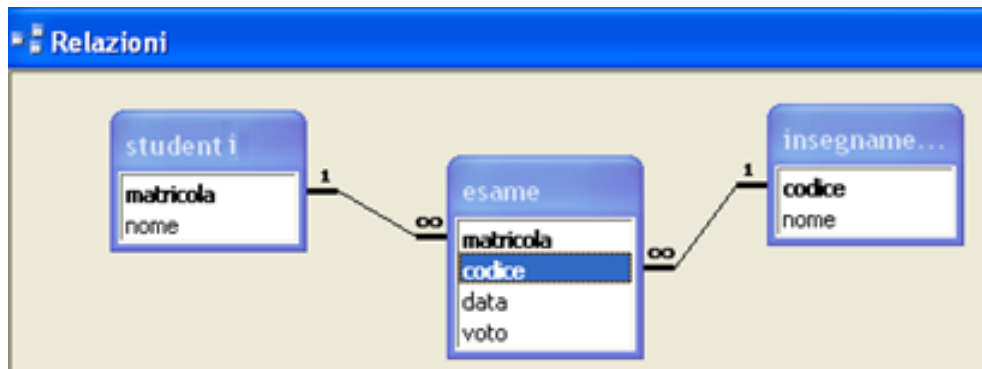 Relazioni
studenti
matricola
nome
1
∞
esame
matricola
codice
data
voto
∞
1
insegname...
codice
nome